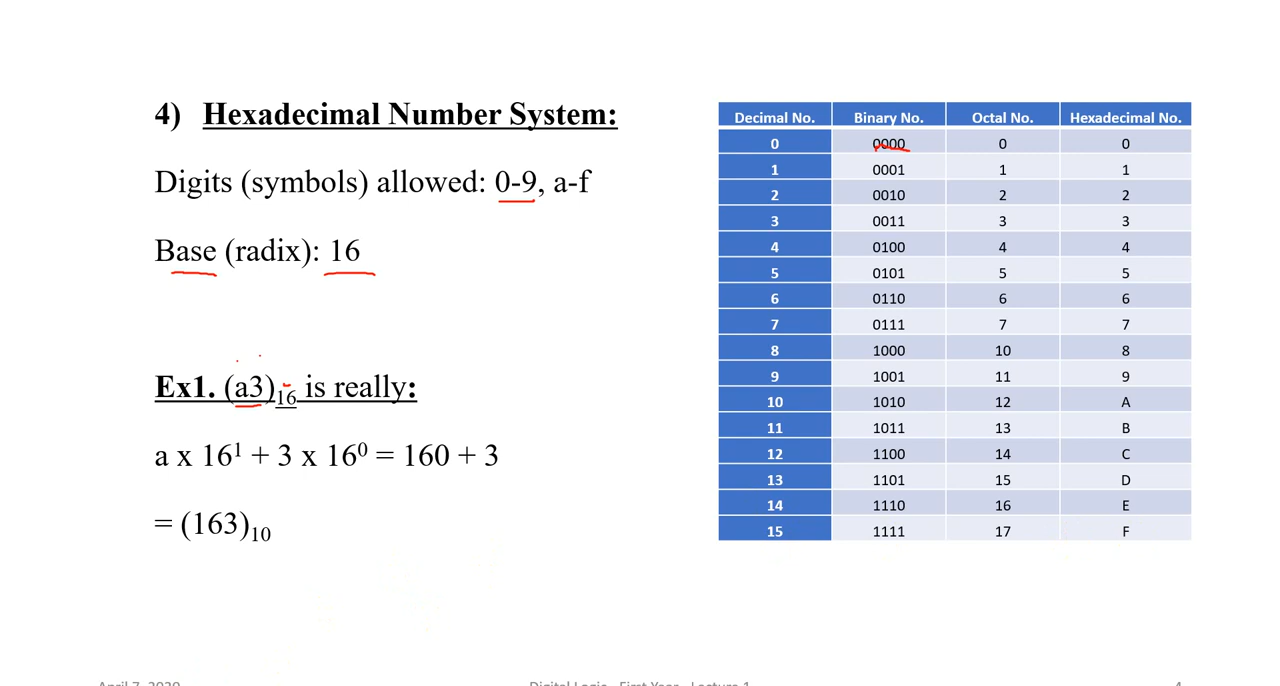 4) Hexadecimal Number System:
Digits (symbols) allowed: 0-9, a-f
Base (radix): 16
Ex1. (a3)16 is really:
a x 16¹ + 3 x 16⁰ = 160 + 3
= (163)10
Decimal No. Binary No. Octal No. Hexadecimal No.
0 0000 0 0
1 0001 1 1
2 0010 2 2
3 0011 3 3
4 0100 4 4
5 0101 5 5
6 0110 6 6
7 0111 7 7
8 1000 10 8
9 1001 11 9
10 1010 12 A
11 1011 13 B
12 1100 14 C
13 1101 15 D
14 1110 16 E
15 1111 17 F
April 7, 2020 Digital Logic - First Year - Lecture 1 4